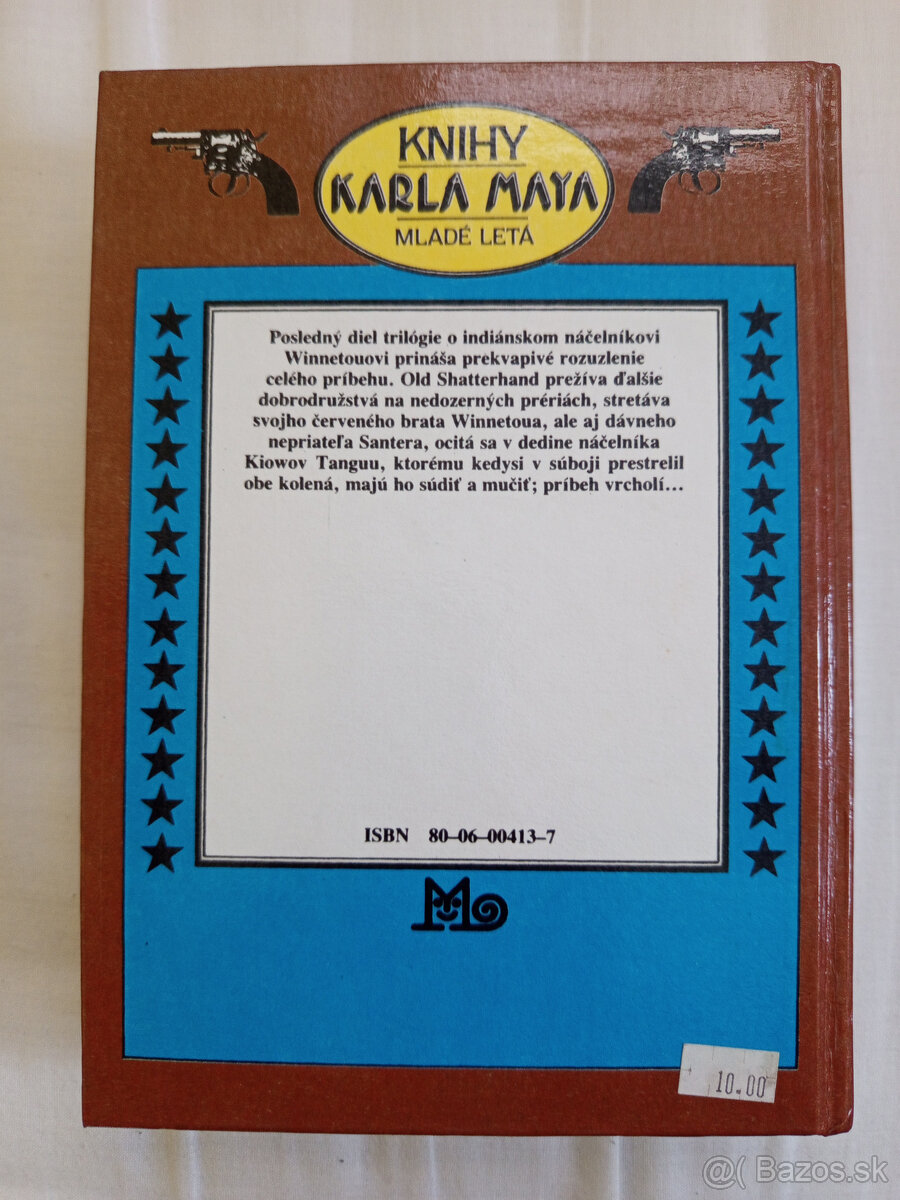 KNIHY
KARLA MAYA
MLADÉ LETÁ
Posledný diel trilógie o indiánskom náčelníkovi
Winnetouovi prináša prekvapivé rozuzlenie
celého príbehu. Old Shatterhand prežíva ďalšie
dobrodružstvá na nedozerných prériách, stretáva
svojho červeného brata Winnetoua, ale aj dávneho
nepriateľa Santera, ocitá sa v dedine náčelníka
Kiowov Tanguu, ktorému kedysi v súboji prestrelil
obe kolená, majú ho súdiť a mučiť; príbeh vrcholí...
ISBN 80–06–00413–7
10.00
@( Bazos.sk